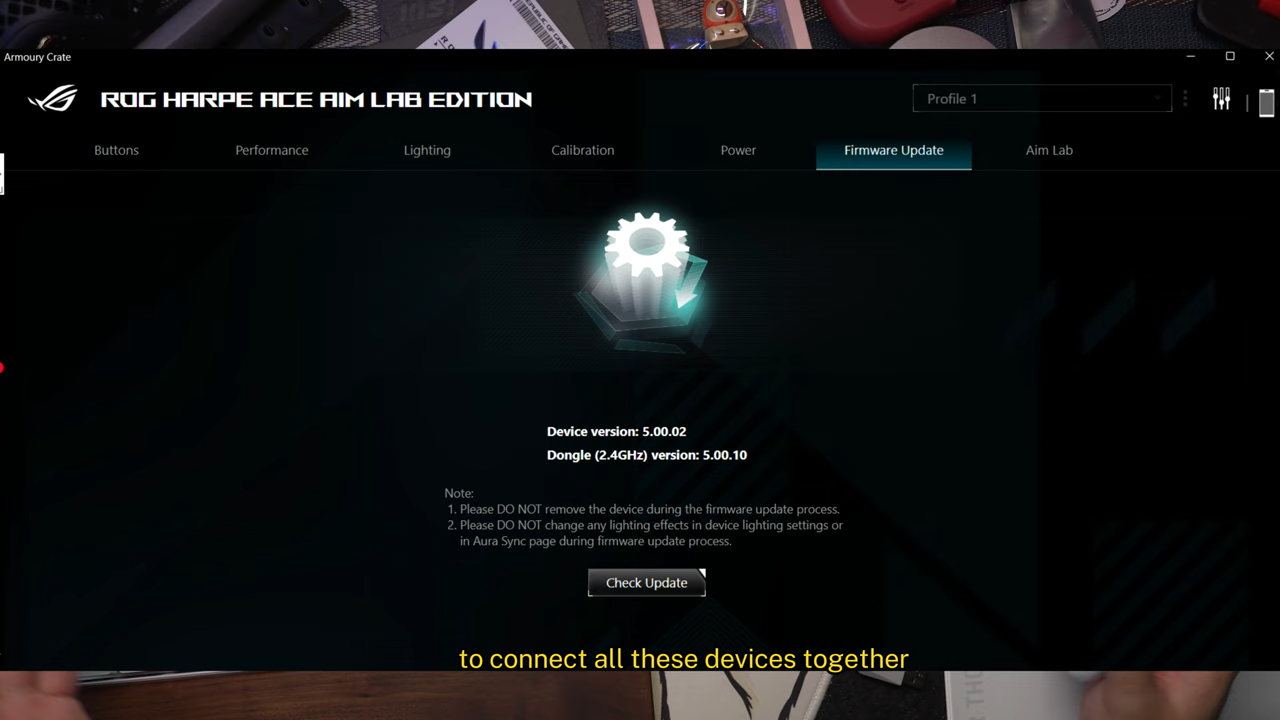 Armoury Crate
ROG HARPE ACE AIM LAB EDITION
Profile 1
Buttons
Performance
Lighting
Calibration
Power
Firmware Update
Aim Lab
Device version: 5.00.02
Dongle (2.4GHz) version: 5.00.10
Note:
1. Please DO NOT remove the device during the firmware update process.
2. Please DO NOT change any lighting effects in device lighting settings or
in Aura Sync page during firmware update process.
Check Update
to connect all these devices together